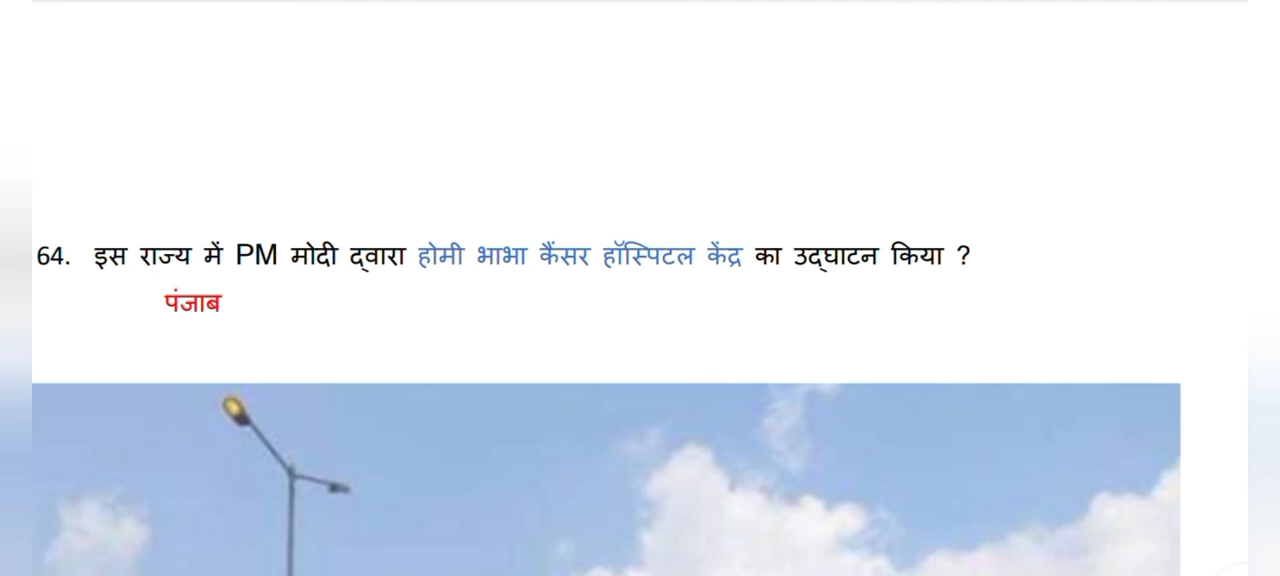 64. इस राज्य में PM मोदी द्वारा होमी भाभा कैंसर हॉस्पिटल केंद्र का उद्घाटन किया ?
पंजाब